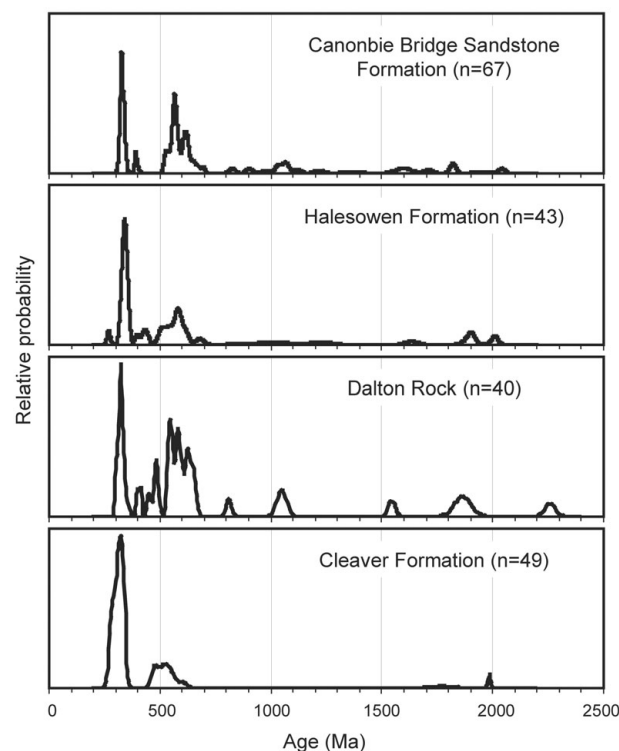 Canonbie Bridge Sandstone
Formation (n=67)
Halesowen Formation (n=43)
Relative probability
Dalton Rock (n=40)
Cleaver Formation (n=49)
0 500 1000 1500 2000 2500
Age (Ma)